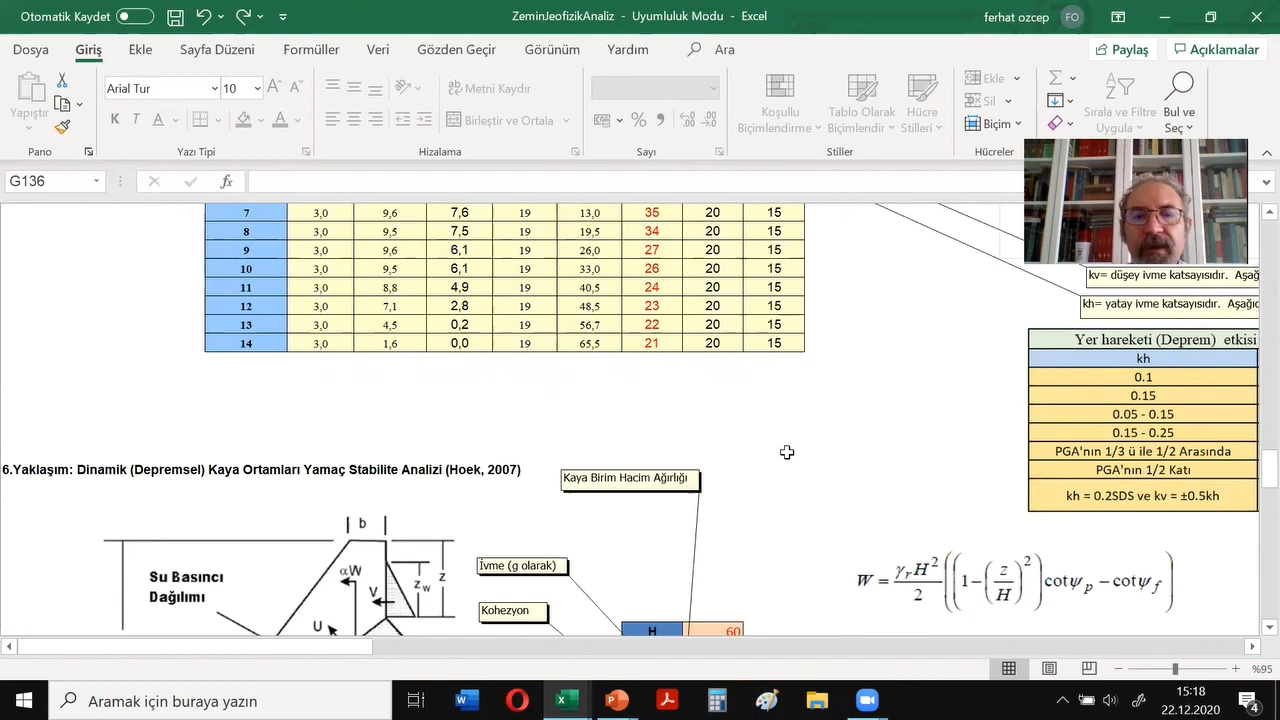 Otomatik Kaydet
ZeminJeofizikAnaliz - Uyumluluk Modu - Excel
ferhat ozcep
FO
Dosya Giriş Ekle Sayfa Düzeni Formüller Veri Gözden Geçir Görünüm Yardım Ara
Paylaş Açıklamalar
Yapıştır
Arial Tur 10
K T A
Metni Kaydır
Birleştir ve Ortala
Koşullu Biçimlendirme
Tablo Olarak Biçimlendir
Hücre Stilleri
Ekle
Sil
Biçim
Sırala ve Filtre Uygula
Bul ve Seç
Pano Yazı Tipi Hizalama Sayı Stiller Hücreler
G136 fx
7 3,0 9,6 7,6 19 13,0 35 20 15
8 3,0 9,5 7,5 19 19,5 34 20 15
9 3,0 9,6 6,1 19 26,0 27 20 15
10 3,0 9,5 6,1 19 33,0 26 20 15
11 3,0 8,8 4,9 19 40,5 24 20 15
12 3,0 7,1 2,8 19 48,5 23 20 15
13 3,0 4,5 0,2 19 56,7 22 20 15
14 3,0 1,6 0,0 19 65,5 21 20 15
kv= düşey ivme katsayısıdır. Aşağ
kh= yatay ivme katsayısıdır. Aşağıd
Yer hareketi (Deprem) etkisi
kh
0.1
0.15
0.05 - 0.15
0.15 - 0.25
PGA'nın 1/3 ü ile 1/2 Arasında
PGA'nın 1/2 Katı
kh = 0.2SDS ve kv = ±0.5kh
6.Yaklaşım: Dinamik (Depremsel) Kaya Ortamları Yamaç Stabilite Analizi (Hoek, 2007)
Kaya Birim Hacim Ağırlığı
b
Su Basıncı
Dağılımı
αW
V
zw
z
U
İvme (g olarak)
Kohezyon
H 60
W = γrH²/2 ((1-(z/H)²)cotψp - cotψf)
%95
Aramak için buraya yazın
15:18
22.12.2020
4